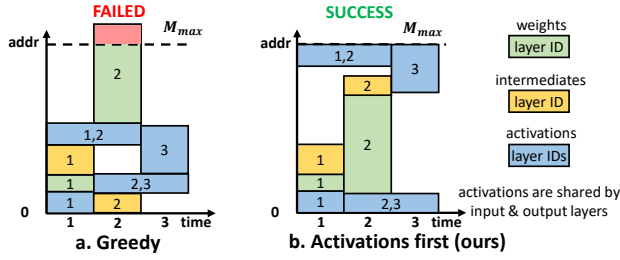 FAILED
addr
M_max
2
1,2
3
1
1
2,3
1
2
0
1 2 3 time
a. Greedy
SUCCESS
addr
M_max
1,2
3
2
1
2
1
1
2,3
0
1 2 3 time
b. Activations first (ours)
weights
layer ID
intermediates
layer ID
activations
layer IDs
activations are shared by
input & output layers